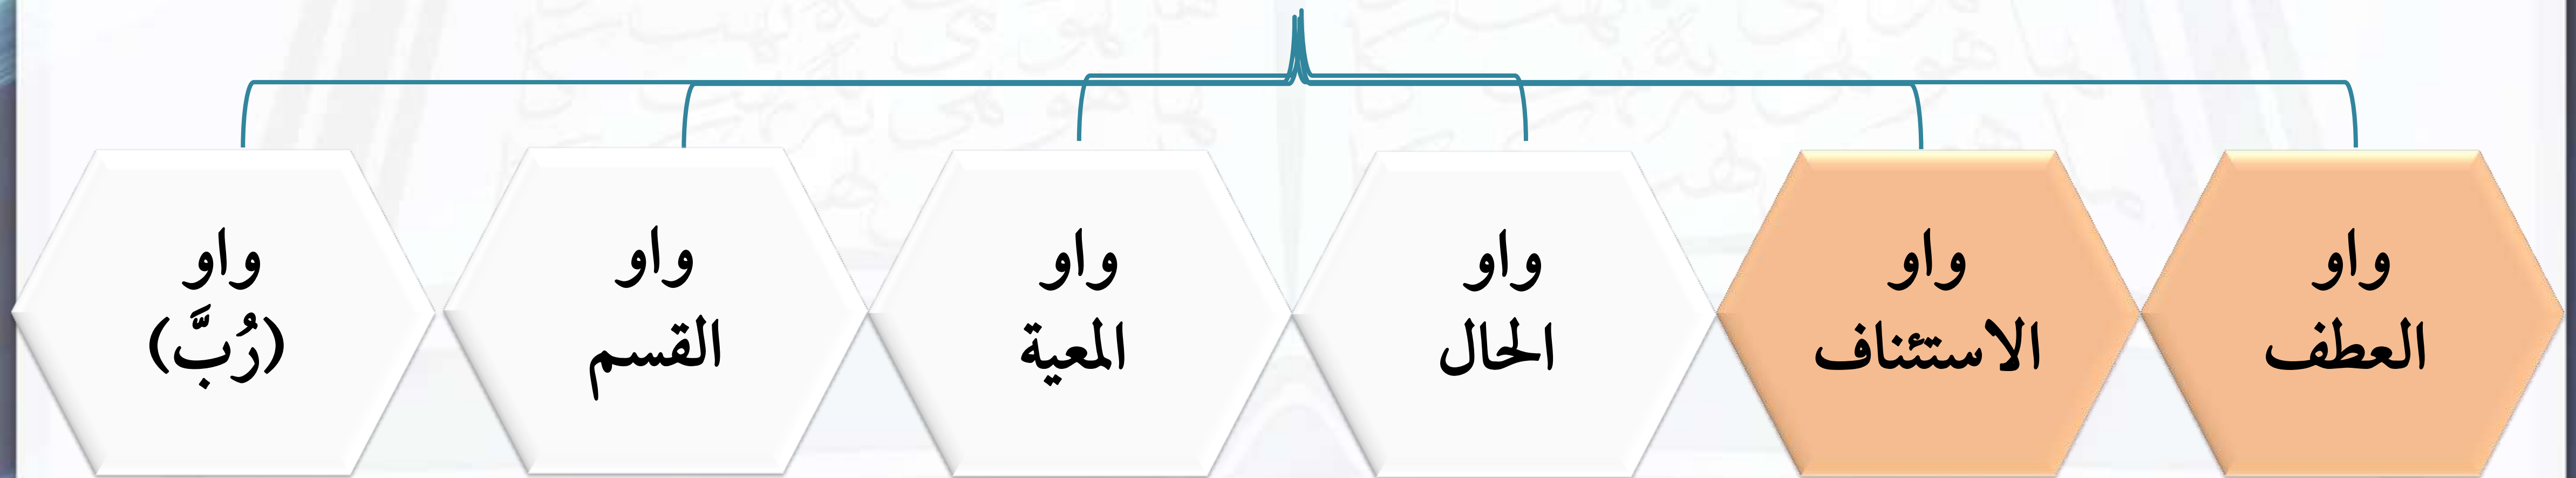 واو
العطف
واو
الاستئناف
واو
الحال
واو
المعية
واو
القسم
واو
(رُبَّ)